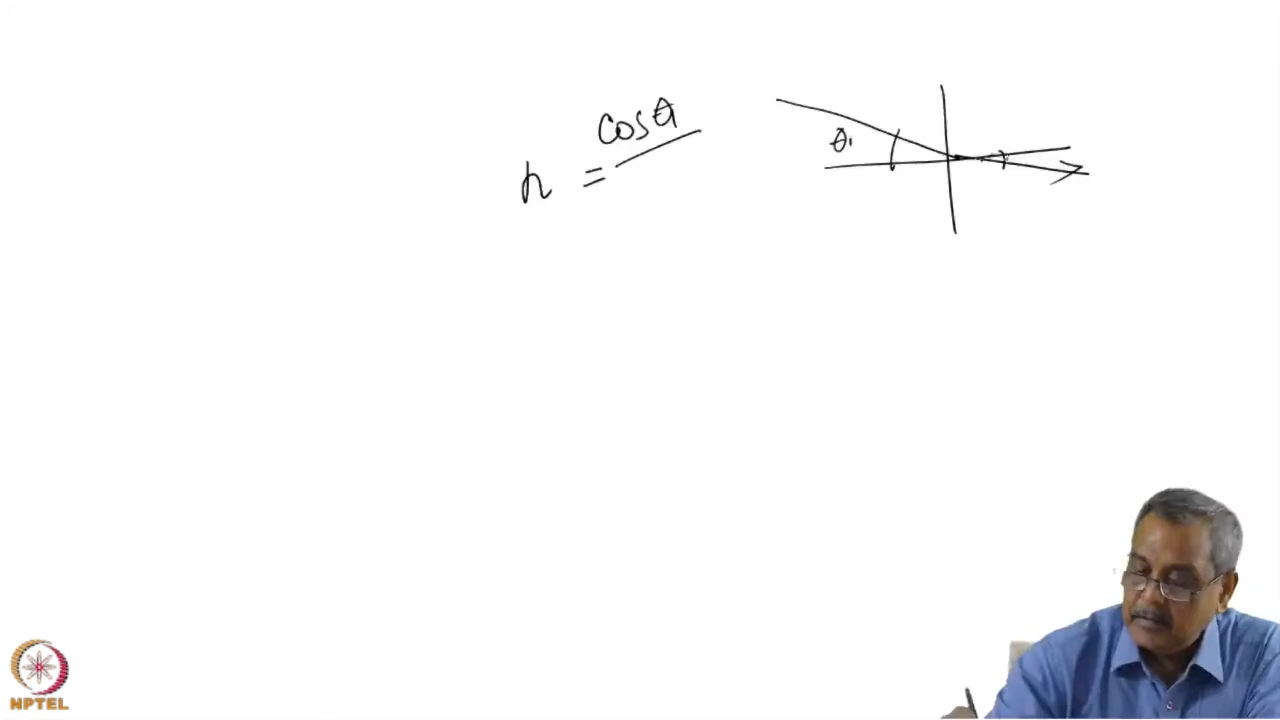 cosθ
n =
θ₁
NPTEL